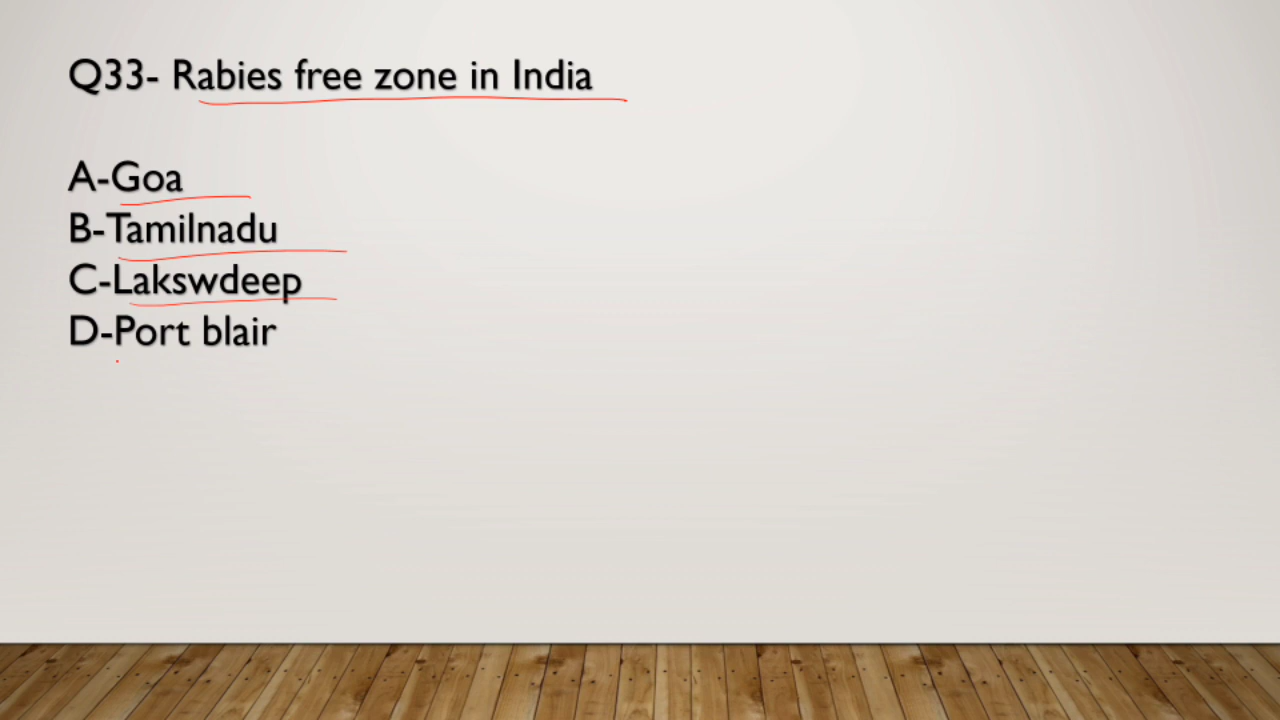 Q33- Rabies free zone in India
A-Goa
B-Tamilnadu
C-Lakswdeep
D-Port blair